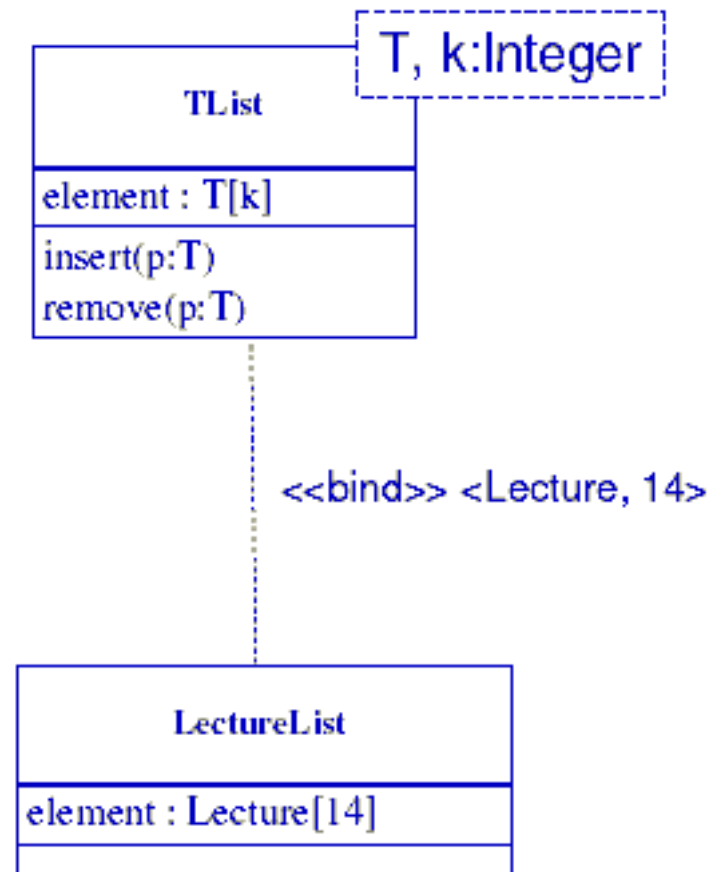 T, k:Integer
TList
element : T[k]
insert(p:T)
remove(p:T)
<<bind>> <Lecture, 14>
LectureList
element : Lecture[14]